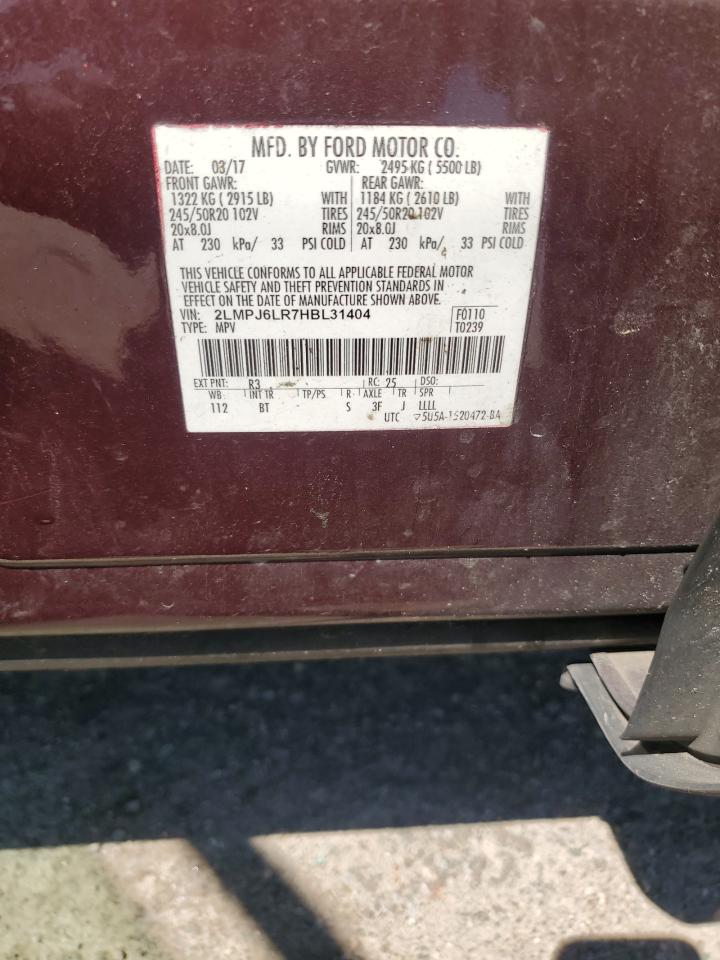 MFD. BY FORD MOTOR CO.
DATE: 03/17 GVWR: 2495 KG ( 5500 LB)
FRONT GAWR: REAR GAWR:
1322 KG ( 2915 LB) WITH 1184 KG ( 2610 LB) WITH
245/50R20 102V TIRES 245/50R20 102V TIRES
20x8.0J RIMS 20x8.0J RIMS
AT 230 kPa/ 33 PSI COLD AT 230 kPa/ 33 PSI COLD
THIS VEHICLE CONFORMS TO ALL APPLICABLE FEDERAL MOTOR
VEHICLE SAFETY AND THEFT PREVENTION STANDARDS IN
EFFECT ON THE DATE OF MANUFACTURE SHOWN ABOVE.
VIN: 2LMPJ6LR7HBL31404 F0110
TYPE: MPV T0239
EXT PNT: R3 RC: 25 DSO:
WB INT TR TP/PS R AXLE TR SPR
112 BT S 3F J LLLL
UTC